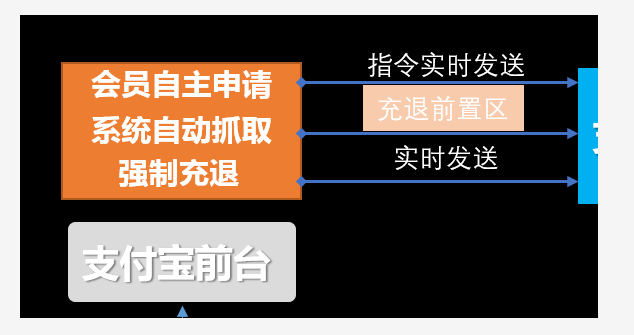 会员自主申请
系统自动抓取
强制充退
指令实时发送
充退前置区
实时发送
支付宝前台